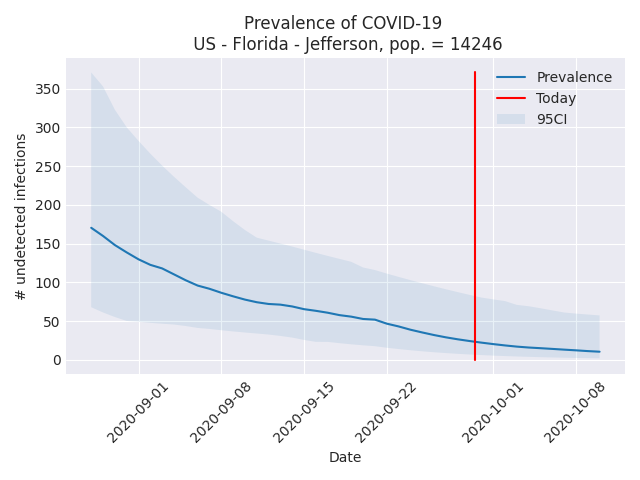 Prevalence of COVID-19
US - Florida - Jefferson, pop. = 14246
Prevalence
Today
95CI
# undetected infections
350
300
250
200
150
100
50
0
2020-09-01
2020-09-08
2020-09-15
2020-09-22
2020-10-01
2020-10-08
Date